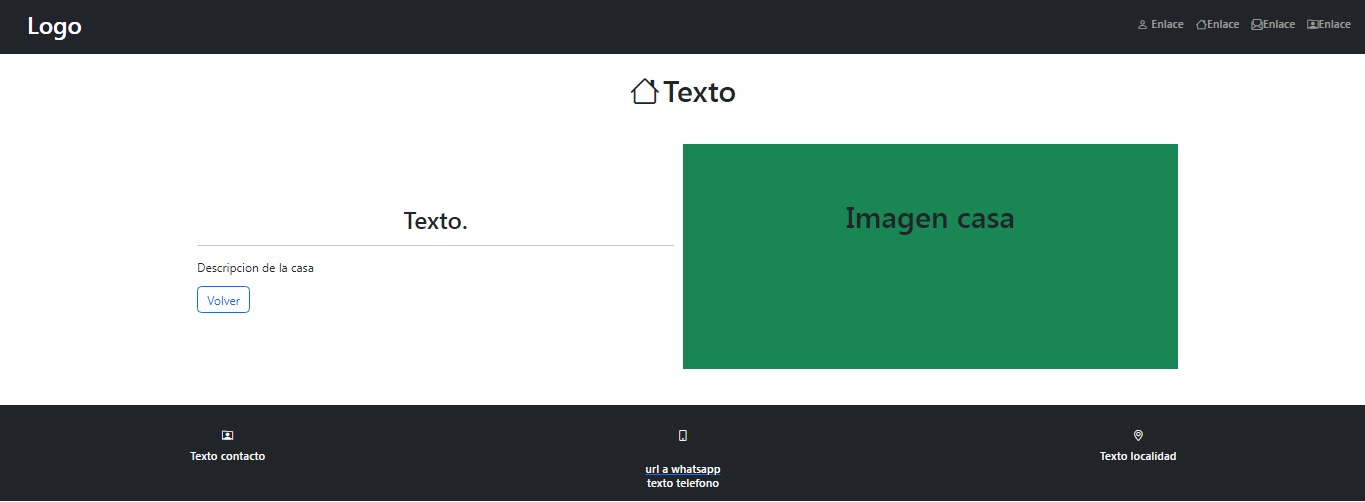 Logo
Enlace Enlace Enlace Enlace
Texto
Texto.
Descripcion de la casa
Volver
Imagen casa
Texto contacto
url a whatsapp
texto telefono
Texto localidad